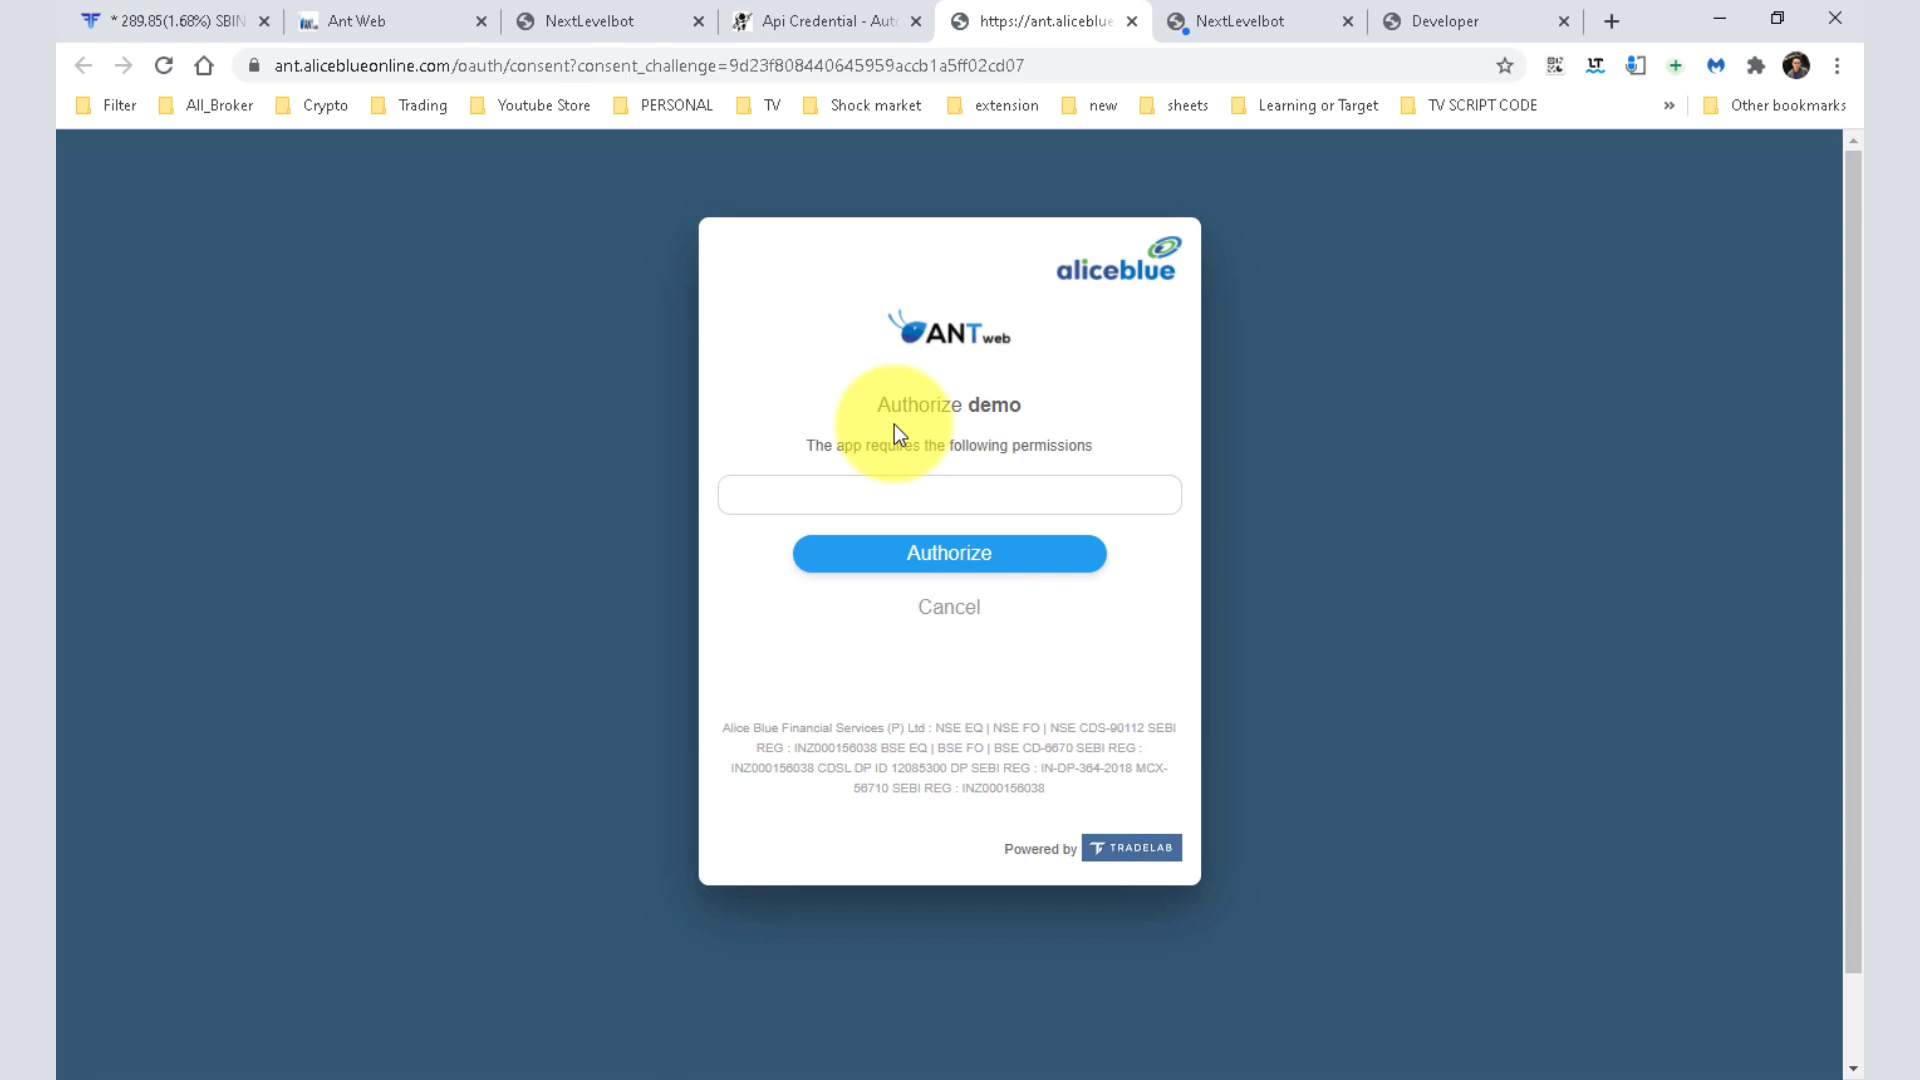 * 289.85(1.68%) SBIN
Ant Web
NextLevelbot
Api Credential - Auto
https://ant.aliceblue
NextLevelbot
Developer
ant.aliceblueonline.com/oauth/consent?consent_challenge=9d23f808440645959accb1a5ff02cd07
LT
Filter
All_Broker
Crypto
Trading
Youtube Store
PERSONAL
TV
Shock market
extension
new
sheets
Learning or Target
TV SCRIPT CODE
»
Other bookmarks
aliceblue
ANT web
Authorize demo
The app requires the following permissions
Authorize
Cancel
Alice Blue Financial Services (P) Ltd : NSE EQ | NSE FO | NSE CDS-90112 SEBI
REG : INZ000156038 BSE EQ | BSE FO | BSE CD-6670 SEBI REG :
INZ000156038 CDSL DP ID 12085300 DP SEBI REG : IN-DP-364-2018 MCX-
56710 SEBI REG : INZ000156038
Powered by TRADELAB